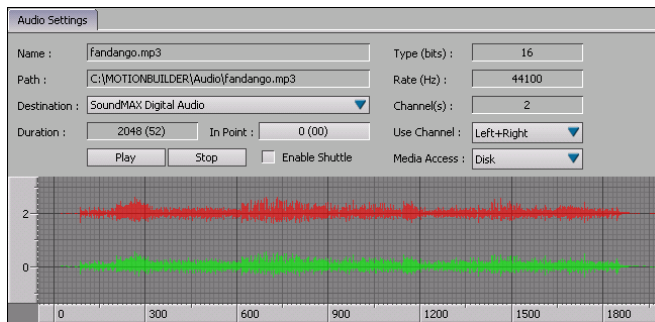 Audio Settings
Name : fandango.mp3 Type (bits) : 16
Path : C:\MOTIONBUILDER\Audio\fandango.mp3 Rate (Hz) : 44100
Destination : SoundMAX Digital Audio Channel(s) : 2
Duration : 2048 (52) In Point : 0 (00) Use Channel : Left+Right
Play Stop Enable Shuttle Media Access : Disk
2
0
0 300 600 900 1200 1500 1800